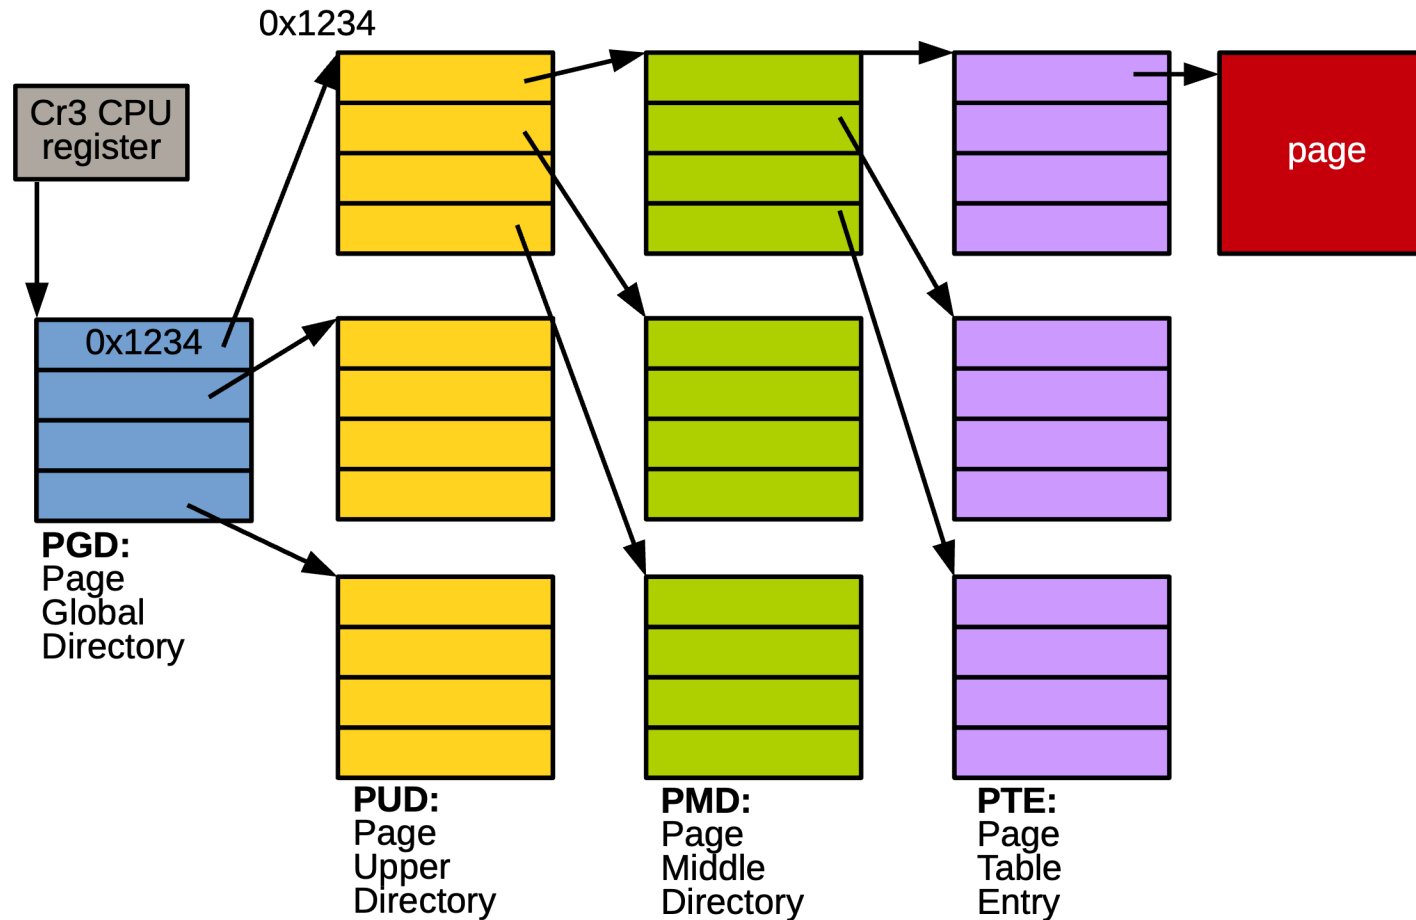 0x1234
Cr3 CPU
register
page
0x1234
PGD:
Page
Global
Directory
PUD:
Page
Upper
Directory
PMD:
Page
Middle
Directory
PTE:
Page
Table
Entry